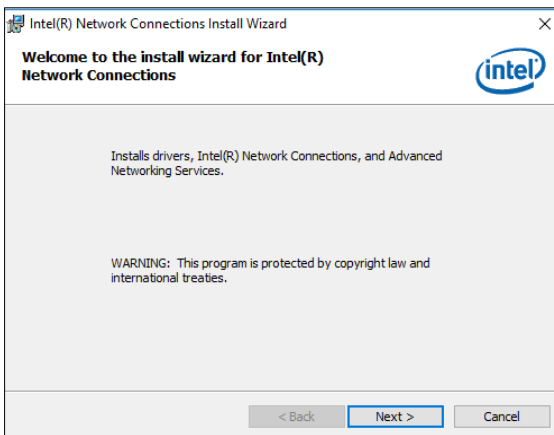 Intel(R) Network Connections Install Wizard
Welcome to the install wizard for Intel(R)
Network Connections
intel
Installs drivers, Intel(R) Network Connections, and Advanced
Networking Services.
WARNING: This program is protected by copyright law and
international treaties.
< Back Next > Cancel